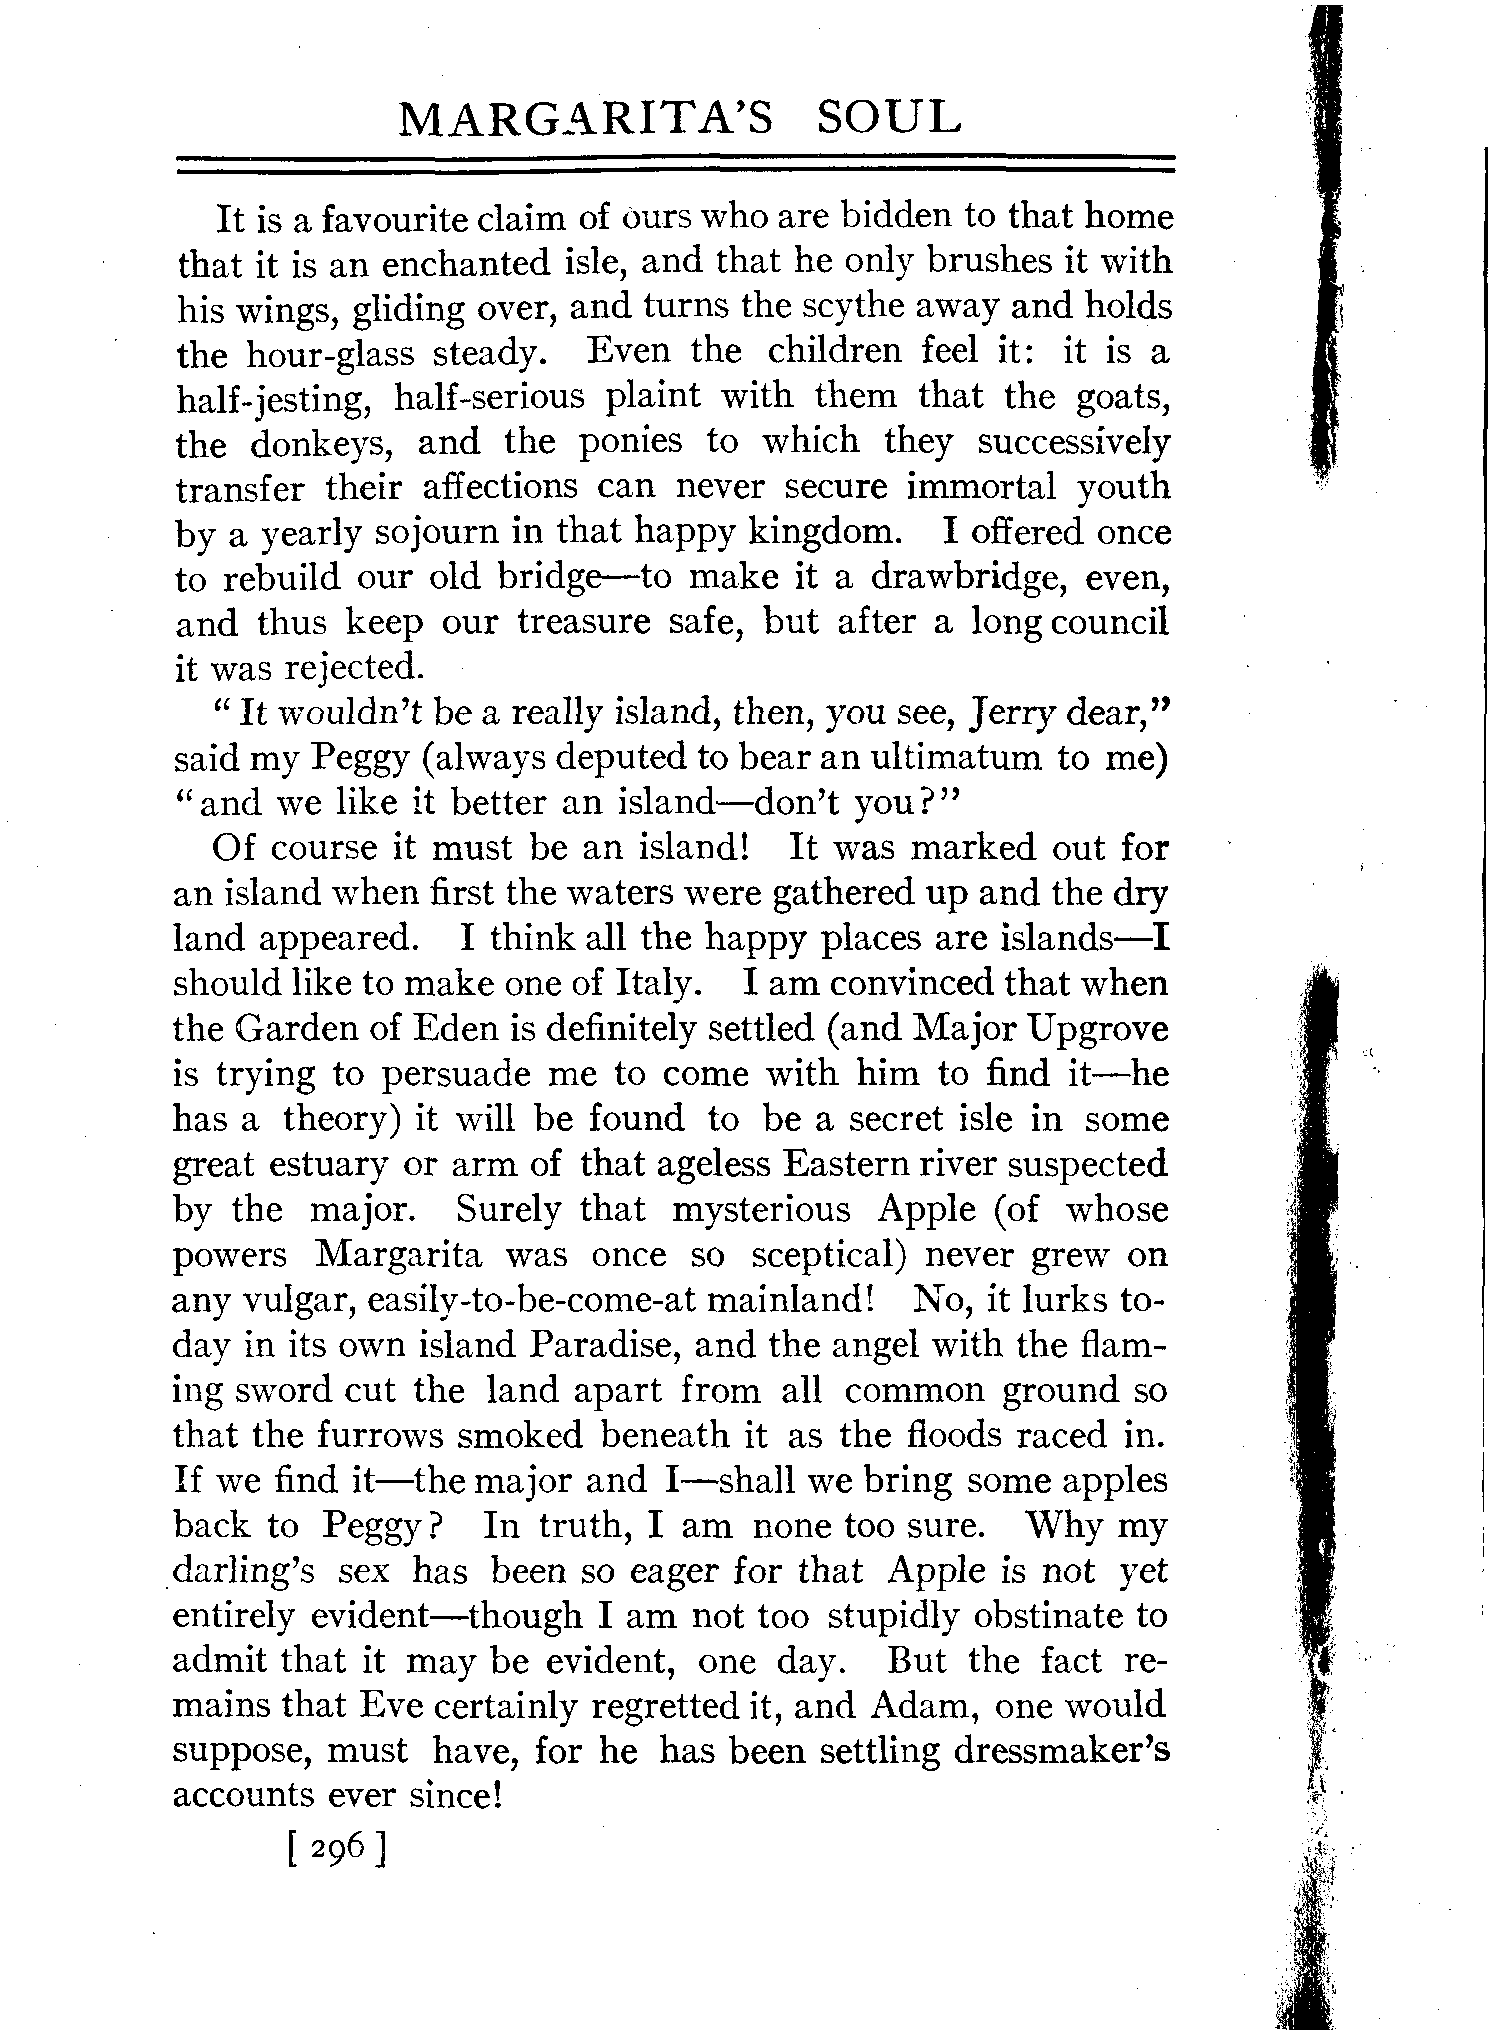 MARGARITA'S SOUL
It is a favourite claim of ours who are bidden to that home
that it is an enchanted isle, and that he only brushes it with
his wings, gliding over, and turns the scythe away and holds
the hour-glass steady. Even the children feel it: it is a
half-jesting, half-serious plaint with them that the goats,
the donkeys, and the ponies to which they successively
transfer their affections can never secure immortal youth
by a yearly sojourn in that happy kingdom. I offered once
to rebuild our old bridge—to make it a drawbridge, even,
and thus keep our treasure safe, but after a long council
it was rejected.
"It wouldn't be a really island, then, you see, Jerry dear,"
said my Peggy (always deputed to bear an ultimatum to me)
"and we like it better an island—don't you?"
Of course it must be an island! It was marked out for
an island when first the waters were gathered up and the dry
land appeared. I think all the happy places are islands—I
should like to make one of Italy. I am convinced that when
the Garden of Eden is definitely settled (and Major Upgrove
is trying to persuade me to come with him to find it—he
has a theory) it will be found to be a secret isle in some
great estuary or arm of that ageless Eastern river suspected
by the major. Surely that mysterious Apple (of whose
powers Margarita was once so sceptical) never grew on
any vulgar, easily-to-be-come-at mainland! No, it lurks to-
day in its own island Paradise, and the angel with the flam-
ing sword cut the land apart from all common ground so
that the furrows smoked beneath it as the floods raced in.
If we find it—the major and I—shall we bring some apples
back to Peggy? In truth, I am none too sure. Why my
darling's sex has been so eager for that Apple is not yet
entirely evident—though I am not too stupidly obstinate to
admit that it may be evident, one day. But the fact re-
mains that Eve certainly regretted it, and Adam, one would
suppose, must have, for he has been settling dressmaker's
accounts ever since!
[ 296 ]